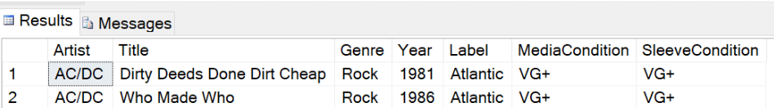 Results Messages
Artist Title Genre Year Label MediaCondition SleeveCondition
1 AC/DC Dirty Deeds Done Dirt Cheap Rock 1981 Atlantic VG+ VG+
2 AC/DC Who Made Who Rock 1986 Atlantic VG+ VG+